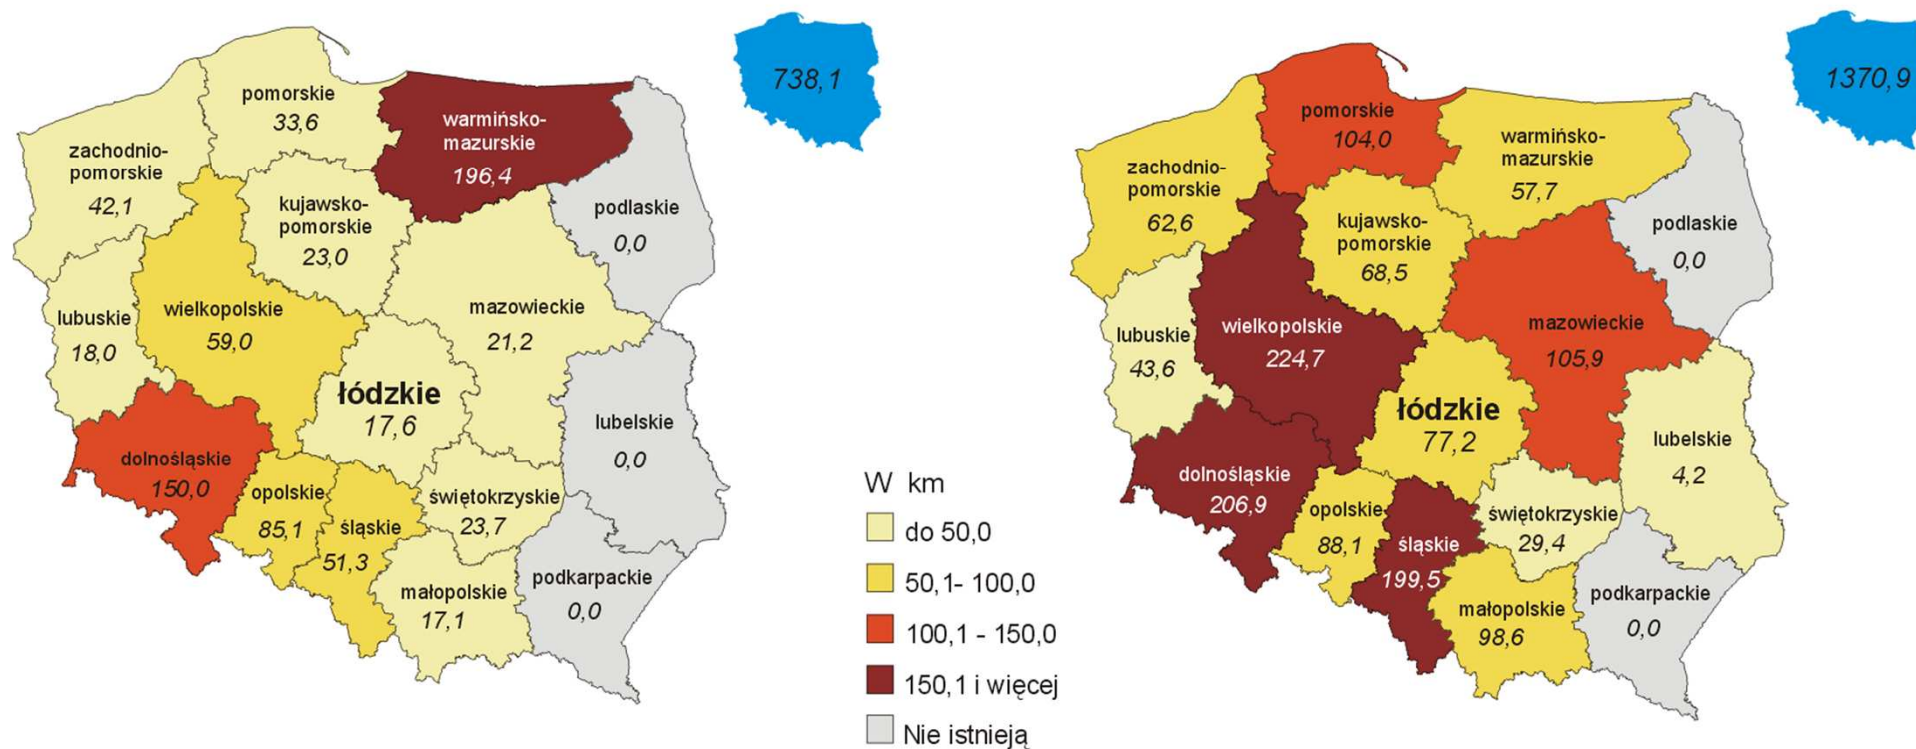 738,1
pomorskie
33,6
warmińsko-
mazurskie
196,4
zachodnio-
pomorskie
42,1
kujawsko-
pomorskie
23,0
podlaskie
0,0
lubuskie
18,0
wielkopolskie
59,0
mazowieckie
21,2
łódzkie
17,6
lubelskie
0,0
dolnośląskie
150,0
opolskie
85,1
śląskie
51,3
świętokrzyskie
23,7
małopolskie
17,1
podkarpackie
0,0
W km
do 50,0
50,1- 100,0
100,1 - 150,0
150,1 i więcej
Nie istnieją
1370,9
pomorskie
104,0
warmińsko-
mazurskie
57,7
zachodnio-
pomorskie
62,6
kujawsko-
pomorskie
68,5
podlaskie
0,0
lubuskie
43,6
wielkopolskie
224,7
mazowieckie
105,9
łódzkie
77,2
lubelskie
4,2
dolnośląskie
206,9
opolskie
88,1
śląskie
199,5
świętokrzyskie
29,4
małopolskie
98,6
podkarpackie
0,0